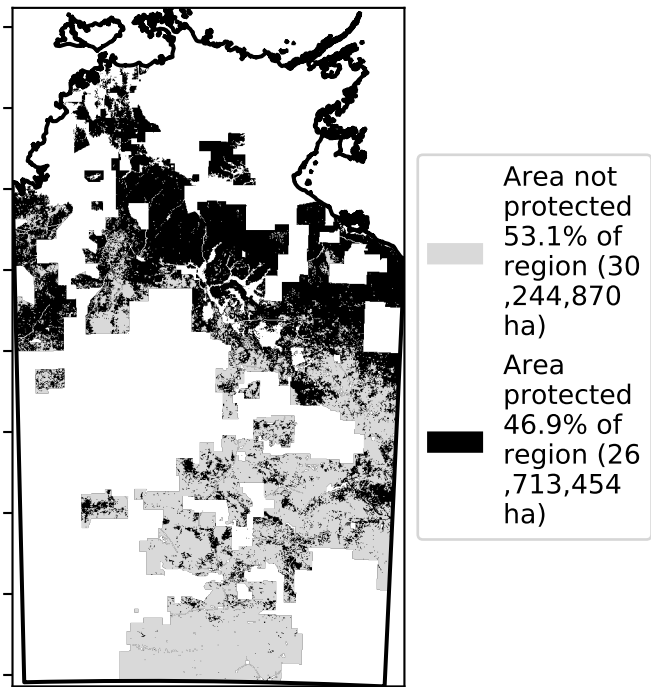 Area not
protected
53.1% of
region (30
,244,870
ha)
Area
protected
46.9% of
region (26
,713,454
ha)